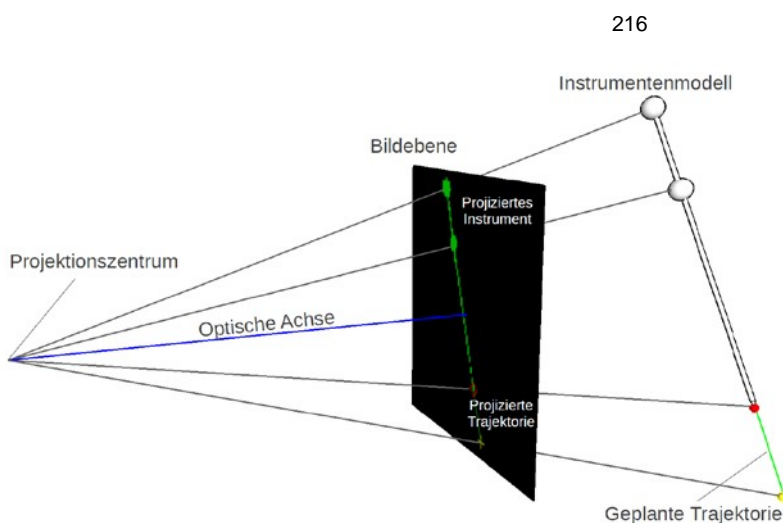 216
Instrumentenmodell
Bildebene
Projiziertes
Instrument
Projektionszentrum
Optische Achse
Projizierte
Trajektorie
Geplante Trajektorie